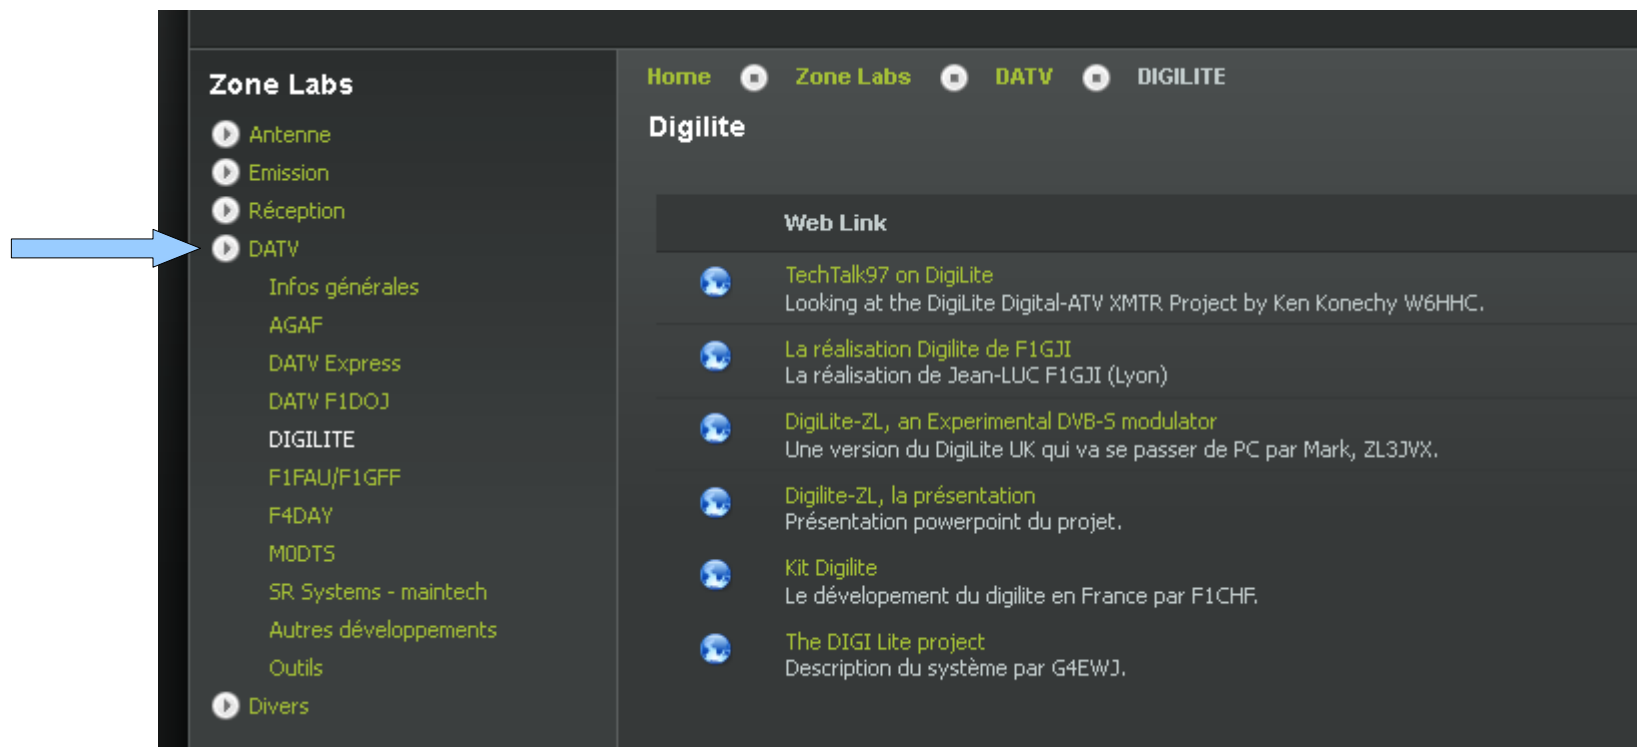 Zone Labs
Antenne
Emission
Réception
DATV
Infos générales
AGAF
DATV Express
DATV F1DOJ
DIGILITE
F1FAU/F1GFF
F4DAY
M0DTS
SR Systems - maintech
Autres développements
Outils
Divers
Home Zone Labs DATV DIGILITE
Digilite
Web Link
TechTalk97 on DigiLite
Looking at the DigiLite Digital-ATV XMTR Project by Ken Konechy W6HHC.
La réalisation Digilite de F1GJI
La réalisation de Jean-LUC F1GJI (Lyon)
DigiLite-ZL, an Experimental DVB-S modulator
Une version du DigiLite UK qui va se passer de PC par Mark, ZL3JVX.
Digilite-ZL, la présentation
Présentation powerpoint du projet.
Kit Digilite
Le dévelopement du digilite en France par F1CHF.
The DIGI Lite project
Description du système par G4EWJ.